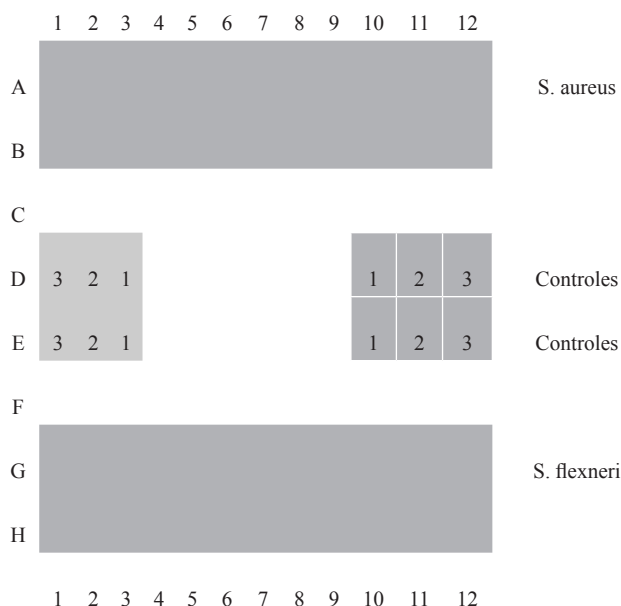 1 2 3 4 5 6 7 8 9 10 11 12
A S. aureus
B
C
D 3 2 1 1 2 3 Controles
E 3 2 1 1 2 3 Controles
F
G S. flexneri
H
1 2 3 4 5 6 7 8 9 10 11 12